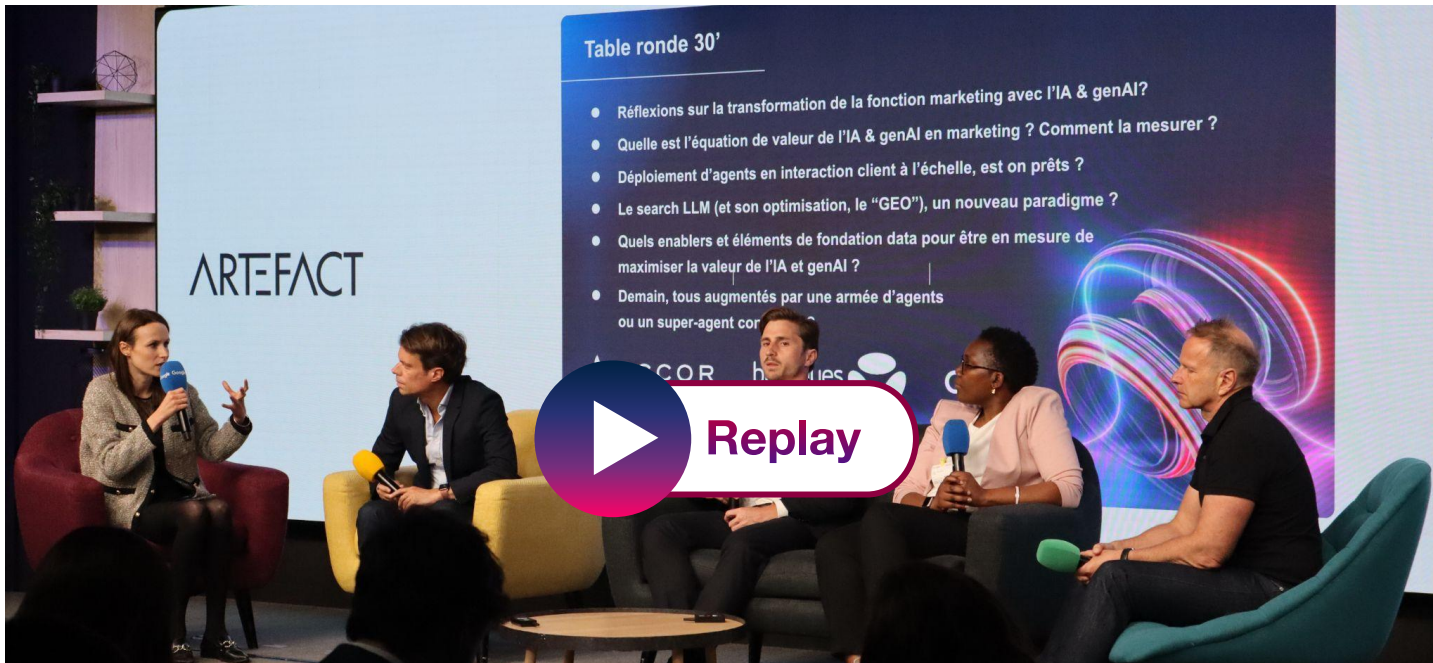 Table ronde 30’
● Réflexions sur la transformation de la fonction marketing avec l’IA & genAI?
● Quelle est l’équation de valeur de l’IA & genAI en marketing ? Comment la mesurer ?
● Déploiement d’agents en interaction client à l’échelle, est on prêts ?
● Le search LLM (et son optimisation, le “GEO”), un nouveau paradigme ?
● Quels enablers et éléments de fondation data pour être en mesure de
maximiser la valeur de l’IA et genAI ?
● Demain, tous augmentés par une armée d’agents
ou un super-agent
ARTEFACT
Replay